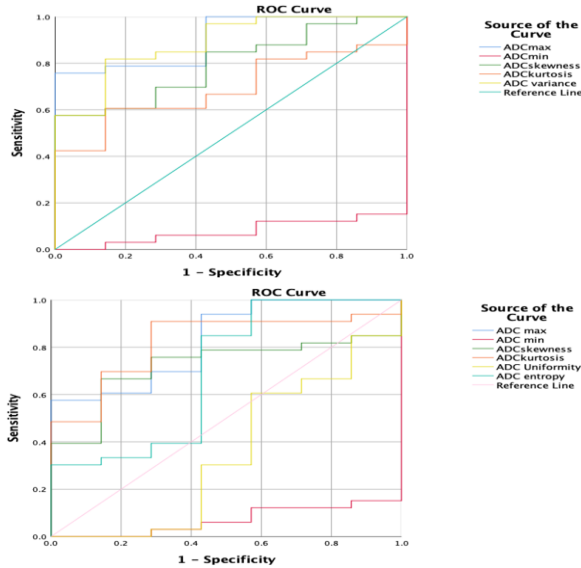 ROC Curve
Source of the
Curve
ADCmax
ADCmin
ADCskewness
ADCkurtosis
ADC variance
Reference Line
Sensitivity
1.0
0.8
0.6
0.4
0.2
0.0
0.0 0.2 0.4 0.6 0.8 1.0
1 - Specificity
ROC Curve
Source of the
Curve
ADC max
ADC min
ADCskewness
ADCkurtosis
ADC Uniformity
ADC entropy
Reference Line
Sensitivity
1.0
0.8
0.6
0.4
0.2
0.0
0.0 0.2 0.4 0.6 0.8 1.0
1 - Specificity